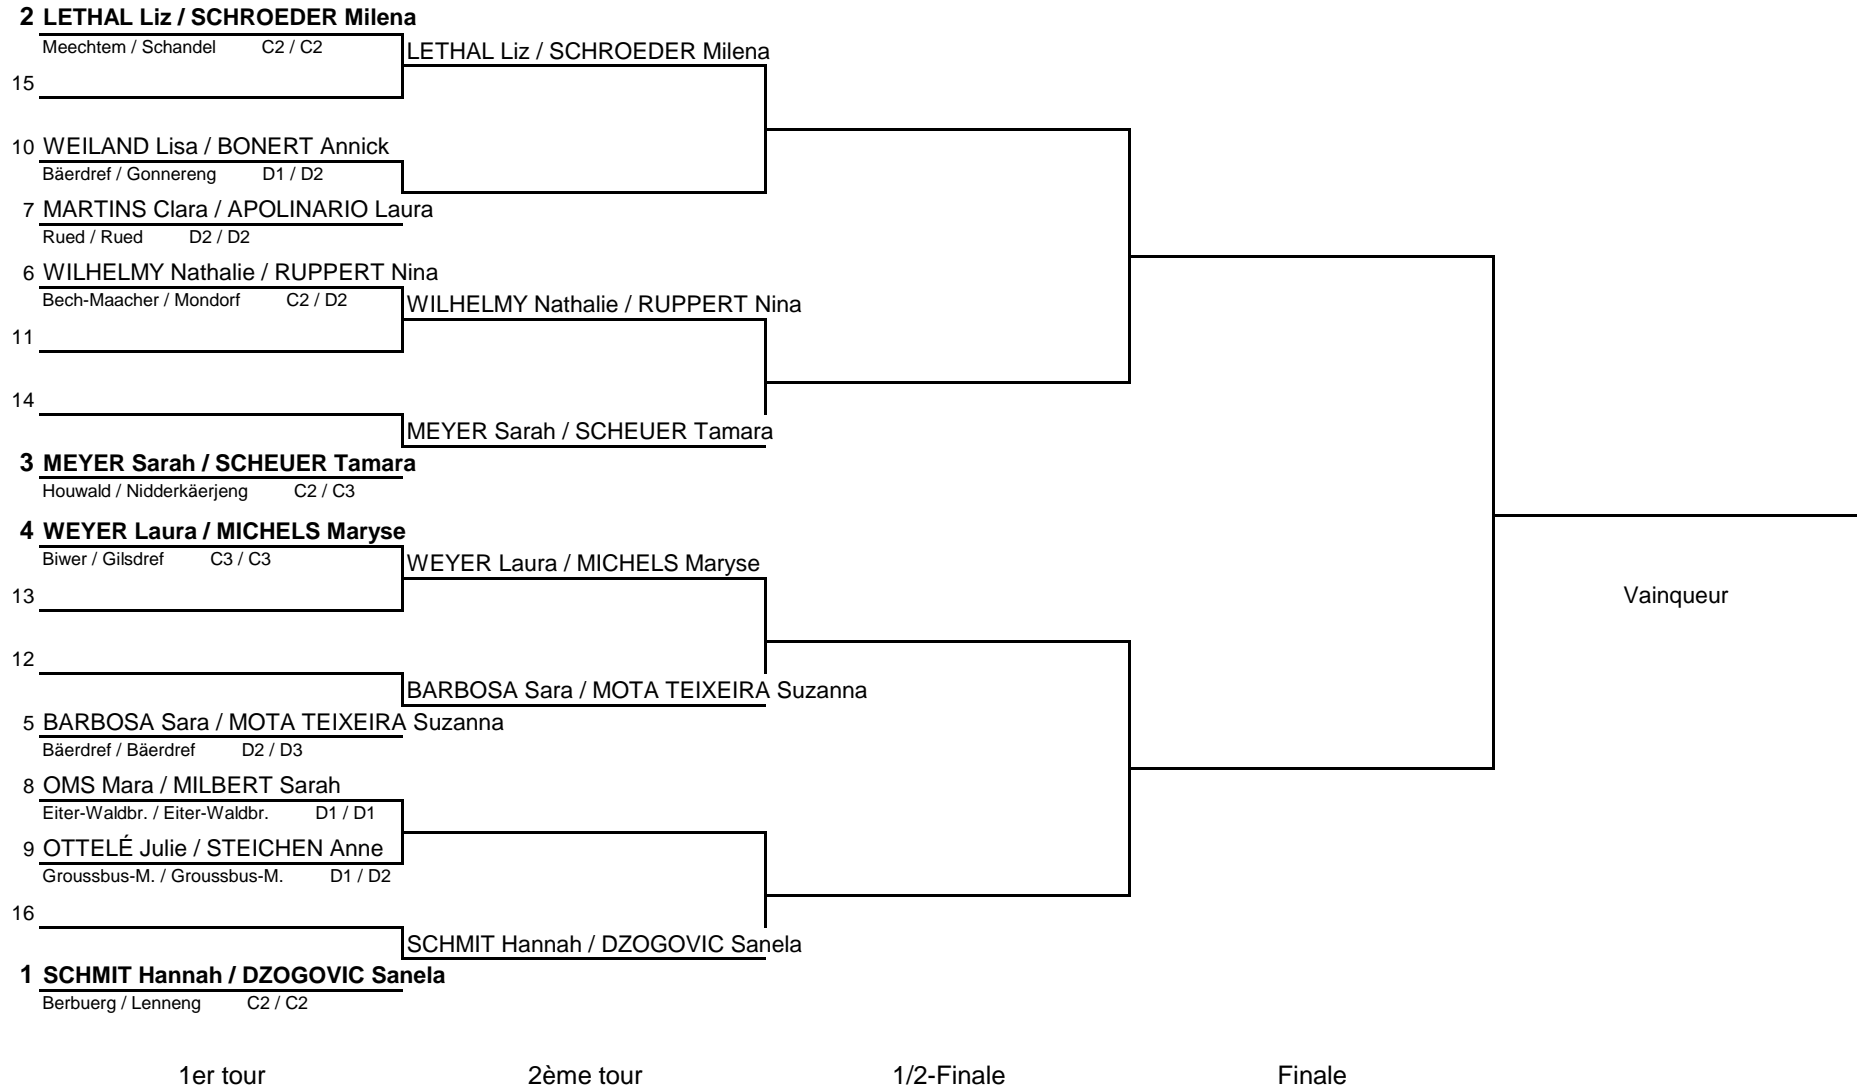 2 LETHAL Liz / SCHROEDER Milena
Meechtem / Schandel C2 / C2
LETHAL Liz / SCHROEDER Milena
15
10 WEILAND Lisa / BONERT Annick
Bäerdref / Gonnereng D1 / D2
7 MARTINS Clara / APOLINARIO Laura
Rued / Rued D2 / D2
6 WILHELMY Nathalie / RUPPERT Nina
Bech-Maacher / Mondorf C2 / D2
WILHELMY Nathalie / RUPPERT Nina
11
14
MEYER Sarah / SCHEUER Tamara
3 MEYER Sarah / SCHEUER Tamara
Houwald / Nidderkäerjeng C2 / C3
4 WEYER Laura / MICHELS Maryse
Biwer / Gilsdref C3 / C3
WEYER Laura / MICHELS Maryse
13
Vainqueur
12
BARBOSA Sara / MOTA TEIXEIRA Suzanna
5 BARBOSA Sara / MOTA TEIXEIRA Suzanna
Bäerdref / Bäerdref D2 / D3
8 OMS Mara / MILBERT Sarah
Eiter-Waldbr. / Eiter-Waldbr. D1 / D1
9 OTTELÉ Julie / STEICHEN Anne
Groussbus-M. / Groussbus-M. D1 / D2
16
SCHMIT Hannah / DZOGOVIC Sanela
1 SCHMIT Hannah / DZOGOVIC Sanela
Berbuerg / Lenneng C2 / C2
1er tour 2ème tour 1/2-Finale Finale